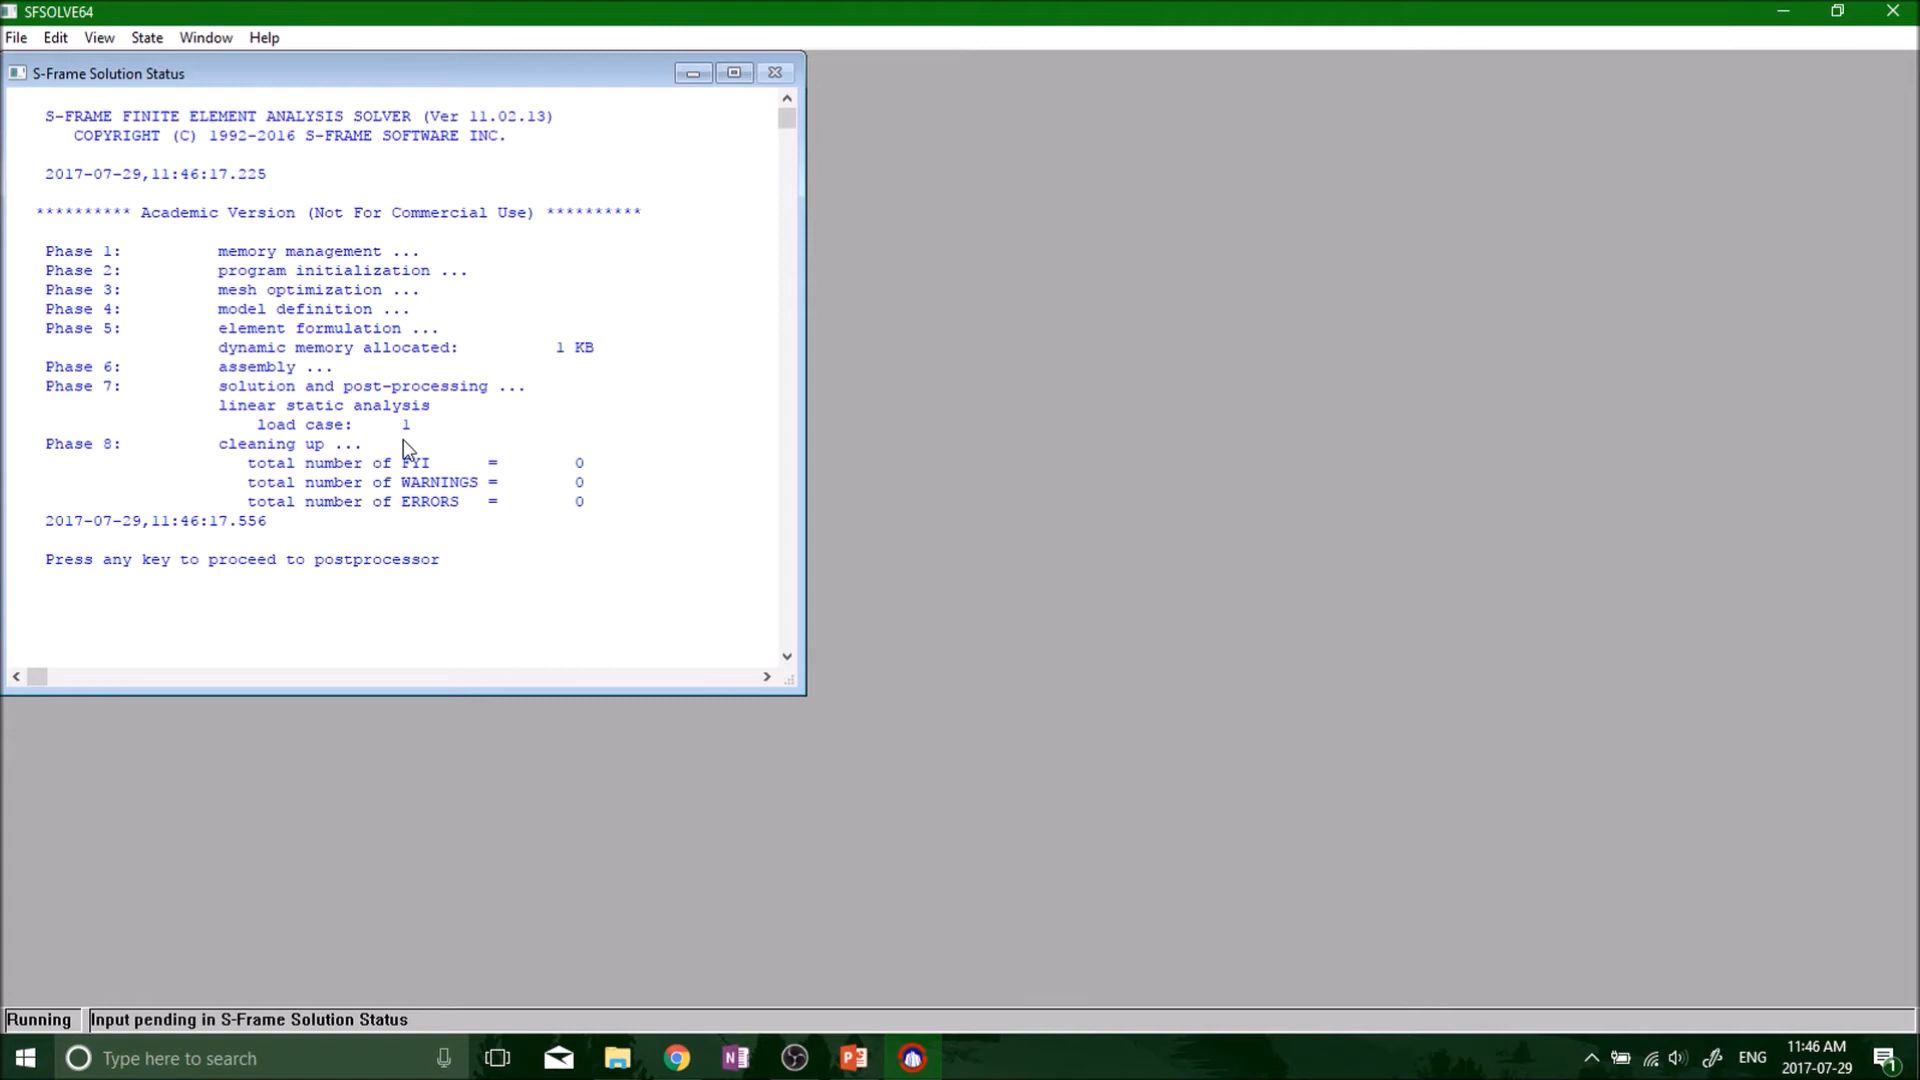 SFSOLVE64
File Edit View State Window Help
S-Frame Solution Status
S-FRAME FINITE ELEMENT ANALYSIS SOLVER (Ver 11.02.13)
COPYRIGHT (C) 1992-2016 S-FRAME SOFTWARE INC.
2017-07-29,11:46:17.225
********** Academic Version (Not For Commercial Use) **********
Phase 1: memory management ...
Phase 2: program initialization ...
Phase 3: mesh optimization ...
Phase 4: model definition ...
Phase 5: element formulation ...
dynamic memory allocated: 1 KB
Phase 6: assembly ...
Phase 7: solution and post-processing ...
linear static analysis
load case: 1
Phase 8: cleaning up ...
total number of FYI = 0
total number of WARNINGS = 0
total number of ERRORS = 0
2017-07-29,11:46:17.556
Press any key to proceed to postprocessor
Running Input pending in S-Frame Solution Status
Type here to search
ENG
11:46 AM
2017-07-29
1